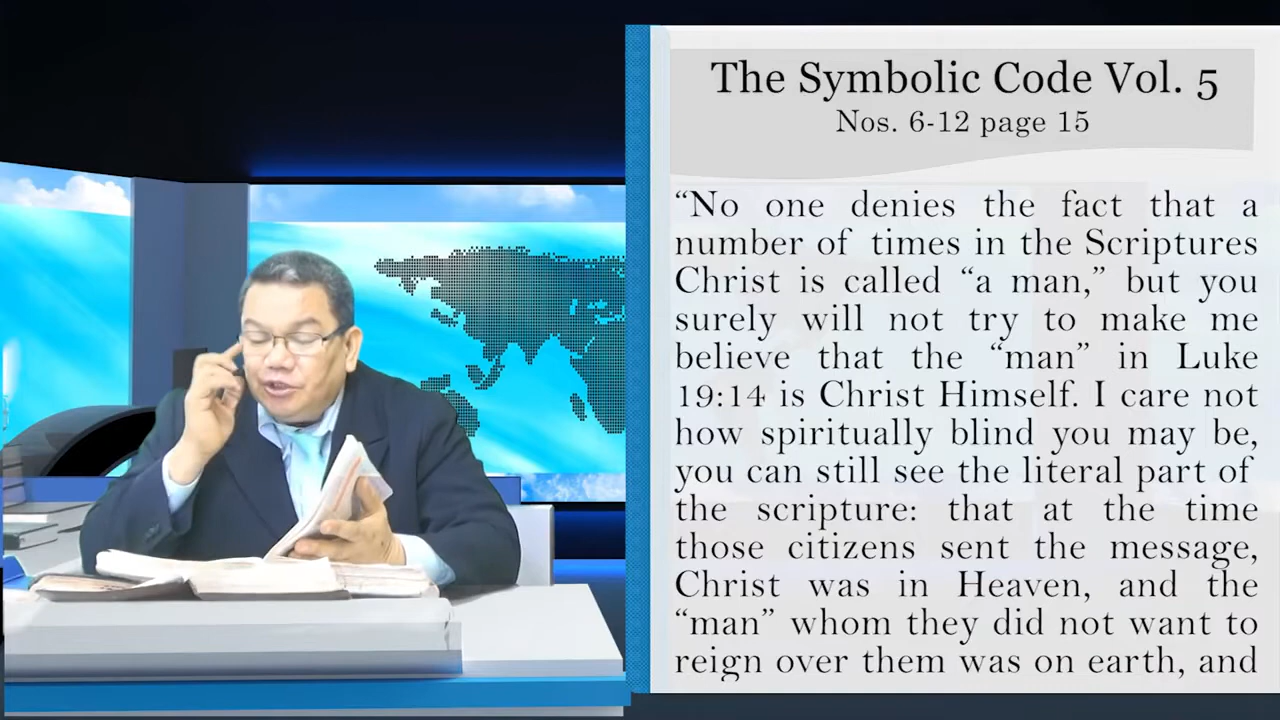 The Symbolic Code Vol. 5
Nos. 6-12 page 15
“No one denies the fact that a
number of times in the Scriptures
Christ is called “a man,” but you
surely will not try to make me
believe that the “man” in Luke
19:14 is Christ Himself. I care not
how spiritually blind you may be,
you can still see the literal part of
the scripture: that at the time
those citizens sent the message,
Christ was in Heaven, and the
“man” whom they did not want to
reign over them was on earth, and